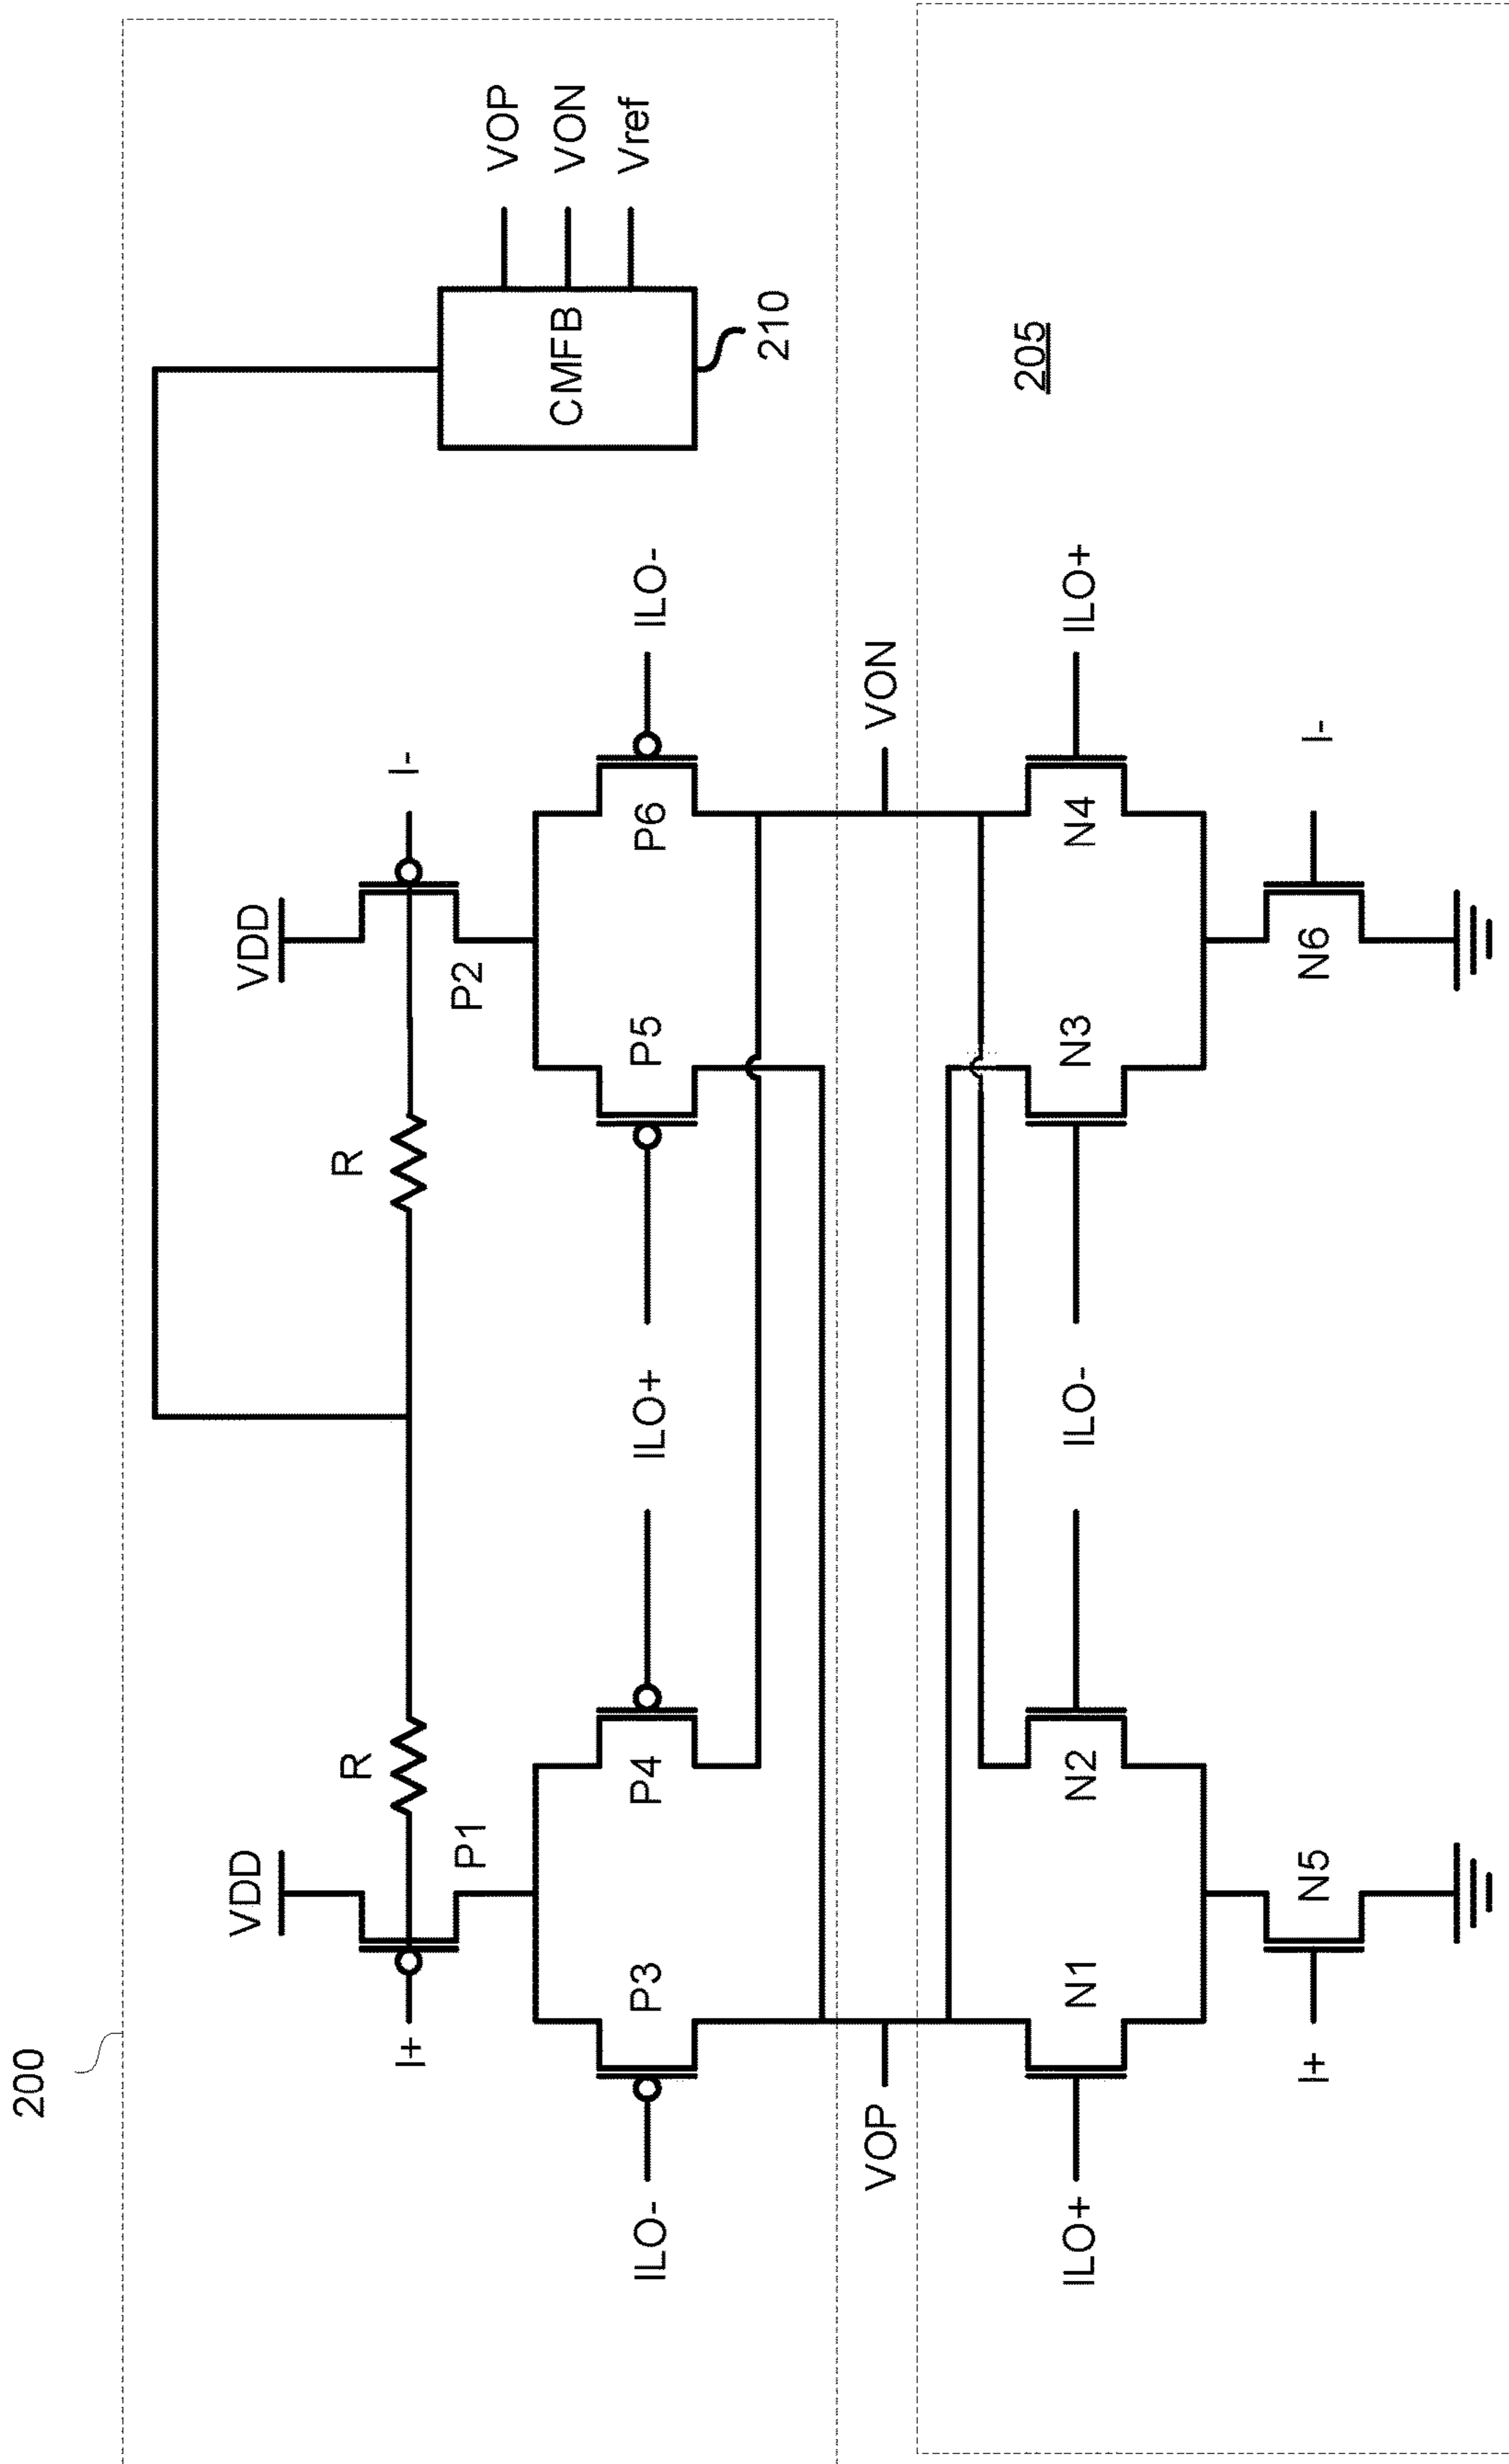 200
VDD
VDD
CMFB
VOP
VON
Vref
210
R
R
I+
I-
P1
P2
ILO-
P3
P4
ILO+
P5
P6
ILO-
VOP
VON
205
ILO+
N1
N2
ILO-
N3
N4
ILO+
I+
N5
N6
I-